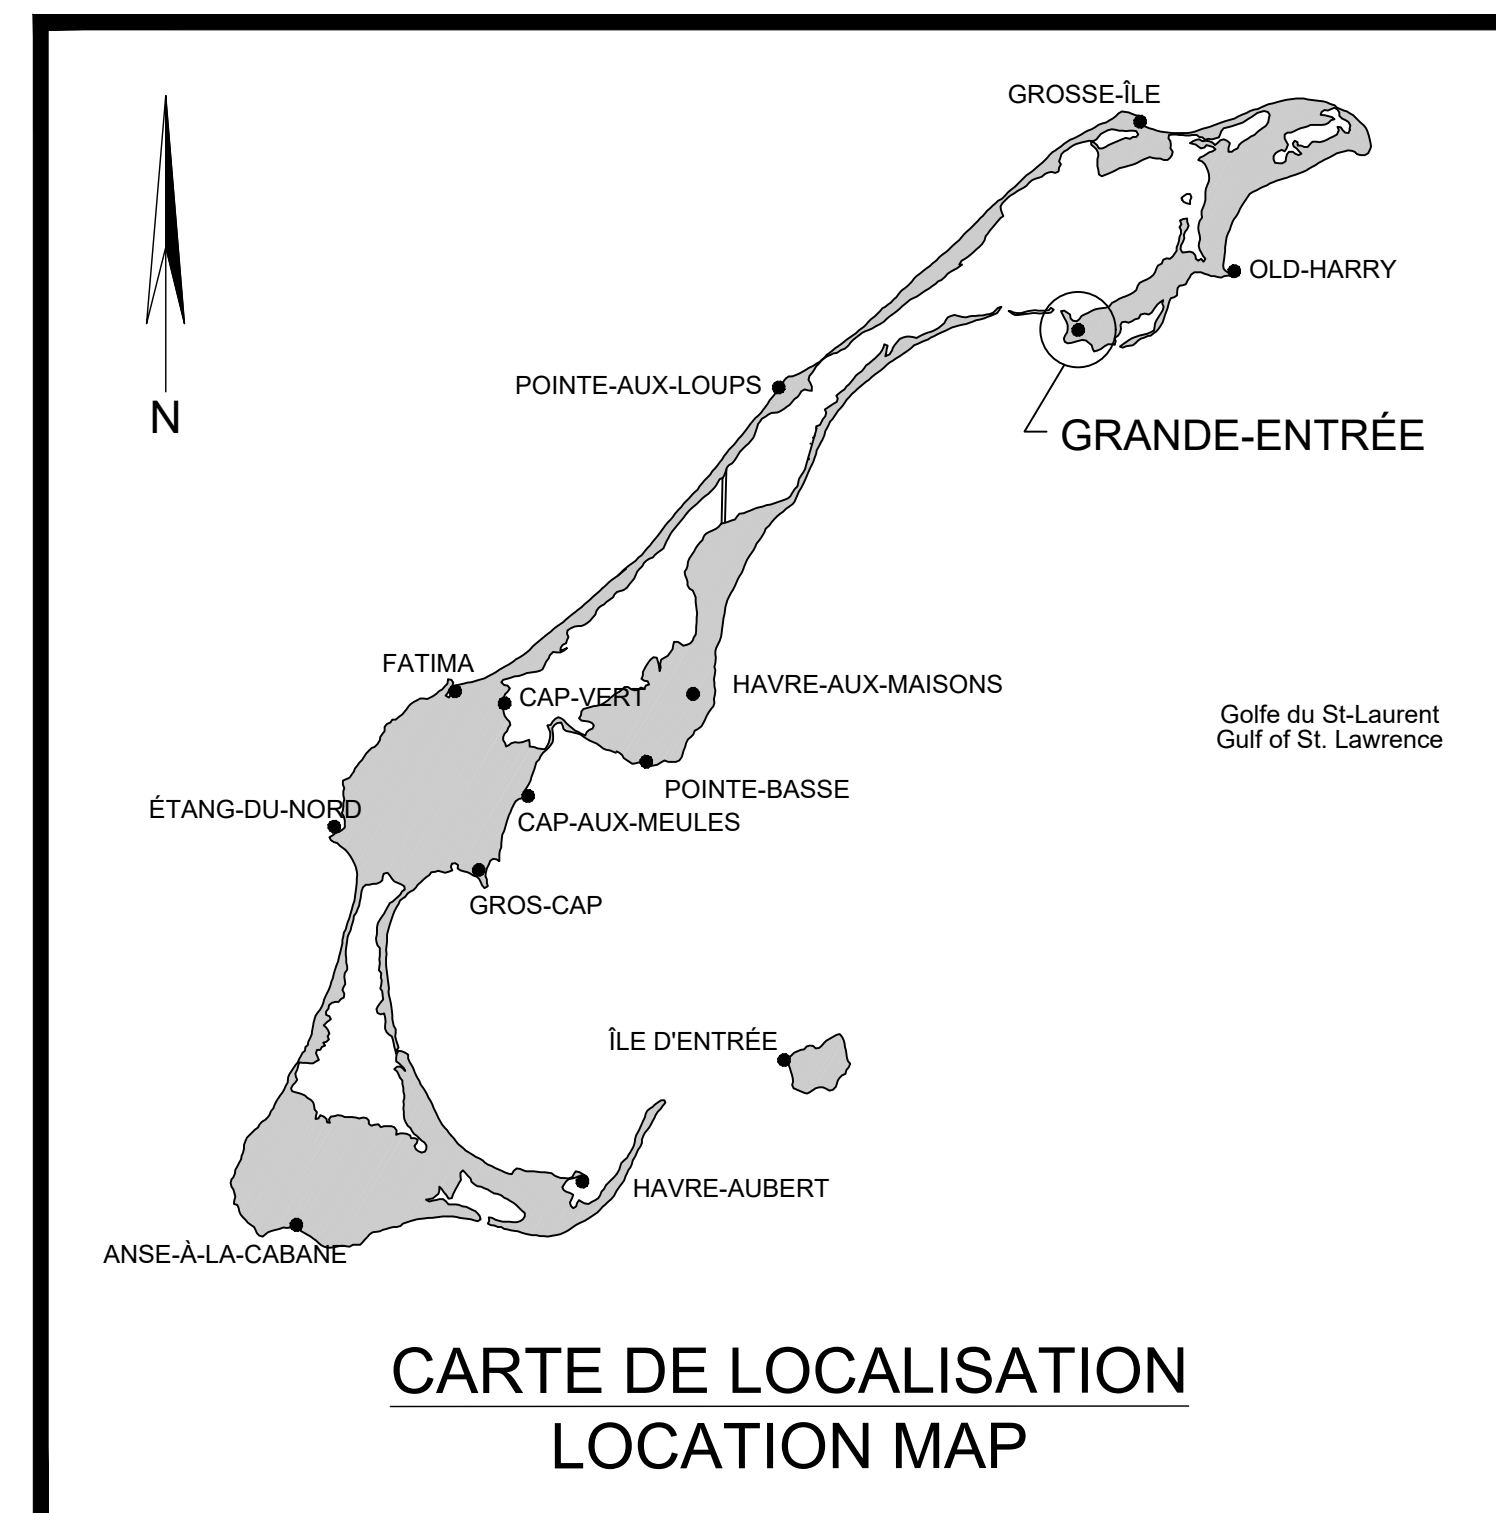 GROSSE-ÎLE
OLD-HARRY
POINTE-AUX-LOUPS
N
GRANDE-ENTRÉE
FATIMA
CAP-VERT
HAVRE-AUX-MAISONS
Golfe du St-Laurent
Gulf of St. Lawrence
POINTE-BASSE
ÉTANG-DU-NORD
CAP-AUX-MEULES
GROS-CAP
ÎLE D'ENTRÉE
HAVRE-AUBERT
ANSE-À-LA-CABANE
CARTE DE LOCALISATION
LOCATION MAP